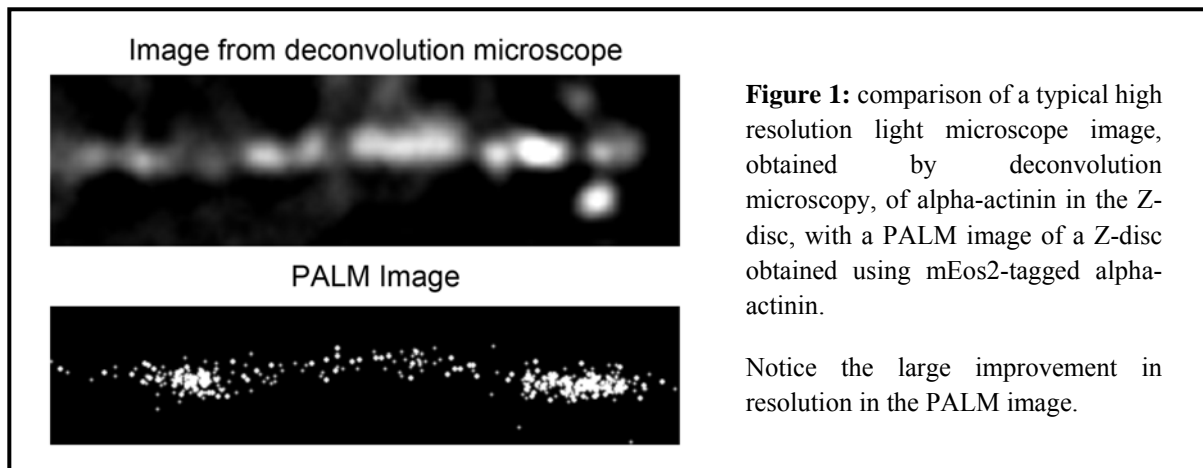 Image from deconvolution microscope
PALM Image
Figure 1: comparison of a typical high
resolution light microscope image,
obtained by deconvolution
microscopy, of alpha-actinin in the Z-
disc, with a PALM image of a Z-disc
obtained using mEos2-tagged alpha-
actinin.
Notice the large improvement in
resolution in the PALM image.